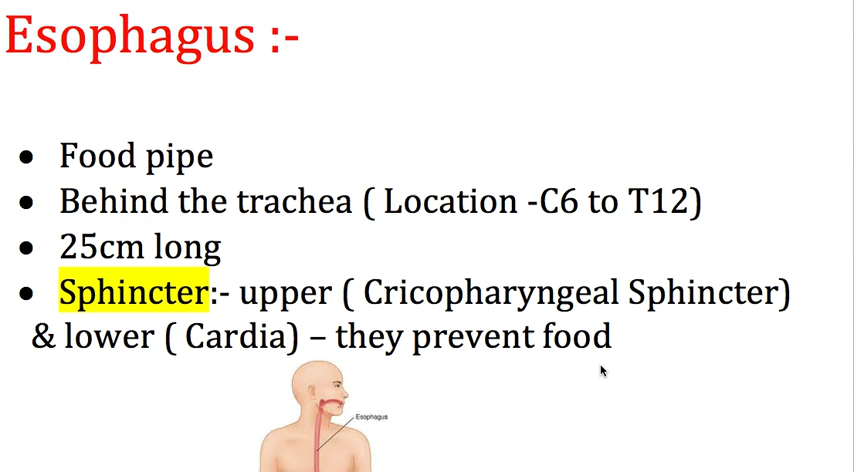 Esophagus :-
• Food pipe
• Behind the trachea ( Location -C6 to T12)
• 25cm long
• Sphincter:- upper ( Cricopharyngeal Sphincter)
& lower ( Cardia) – they prevent food
Esophagus